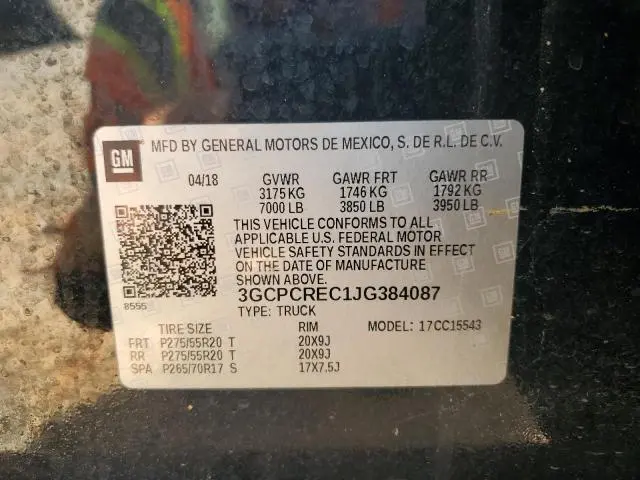 GM MFD BY GENERAL MOTORS DE MEXICO, S. DE R.L. DE C.V.
04/18 GVWR GAWR FRT GAWR RR
3175 KG 1746 KG 1792 KG
7000 LB 3850 LB 3950 LB
THIS VEHICLE CONFORMS TO ALL
APPLICABLE U.S. FEDERAL MOTOR
VEHICLE SAFETY STANDARDS IN EFFECT
ON THE DATE OF MANUFACTURE
SHOWN ABOVE.
3GCPCREC1JG384087
8555
TYPE: TRUCK
TIRE SIZE RIM MODEL: 17CC15543
FRT P275/55R20 T 20X9J
RR P275/55R20 T 20X9J
SPA P265/70R17 S 17X7.5J